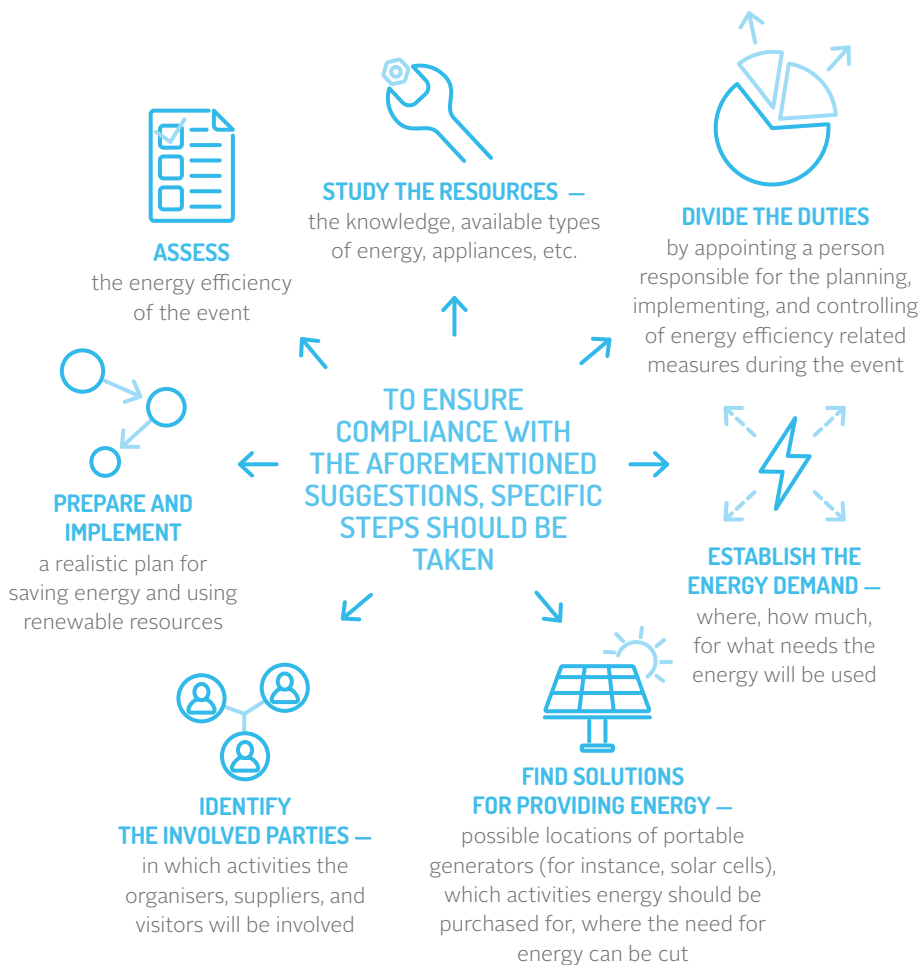 STUDY THE RESOURCES —
the knowledge, available types
of energy, appliances, etc.
DIVIDE THE DUTIES
by appointing a person
responsible for the planning,
implementing, and controlling
of energy efficiency related
measures during the event
ASSESS
the energy efficiency
of the event
TO ENSURE
COMPLIANCE WITH
THE AFOREMENTIONED
SUGGESTIONS, SPECIFIC
STEPS SHOULD BE
TAKEN
PREPARE AND
IMPLEMENT
a realistic plan for
saving energy and using
renewable resources
ESTABLISH THE
ENERGY DEMAND —
where, how much,
for what needs the
energy will be used
IDENTIFY
THE INVOLVED PARTIES —
in which activities the
organisers, suppliers, and
visitors will be involved
FIND SOLUTIONS
FOR PROVIDING ENERGY —
possible locations of portable
generators (for instance, solar cells),
which activities energy should be
purchased for, where the need for
energy can be cut